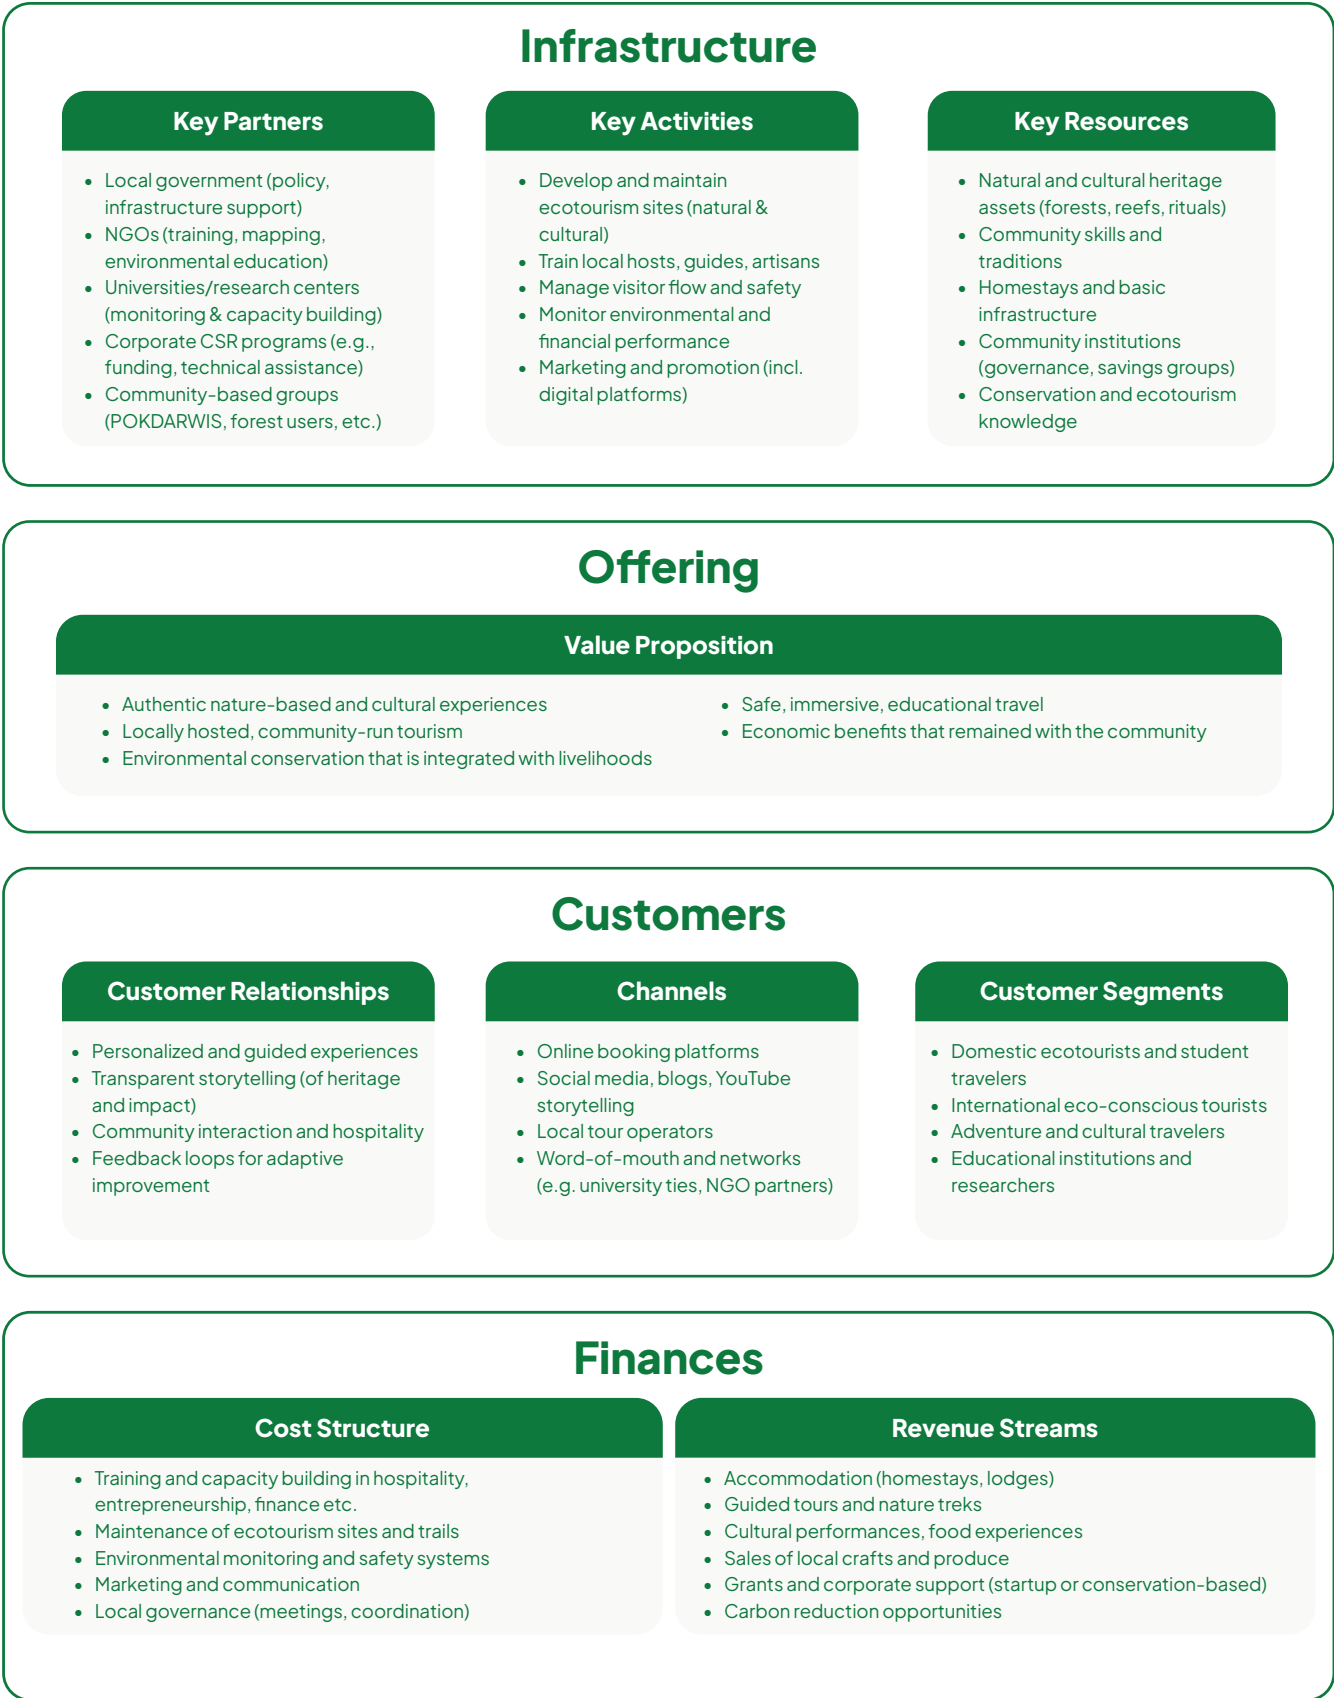 Infrastructure
Key Partners
• Local government (policy,
infrastructure support)
• NGOs (training, mapping,
environmental education)
• Universities/research centers
(monitoring & capacity building)
• Corporate CSR programs (e.g.,
funding, technical assistance)
• Community-based groups
(POKDARWIS, forest users, etc.)
Key Activities
• Develop and maintain
ecotourism sites (natural &
cultural)
• Train local hosts, guides, artisans
• Manage visitor flow and safety
• Monitor environmental and
financial performance
• Marketing and promotion (incl.
digital platforms)
Key Resources
• Natural and cultural heritage
assets (forests, reefs, rituals)
• Community skills and
traditions
• Homestays and basic
infrastructure
• Community institutions
(governance, savings groups)
• Conservation and ecotourism
knowledge
Offering
Value Proposition
• Authentic nature-based and cultural experiences
• Locally hosted, community-run tourism
• Environmental conservation that is integrated with livelihoods
• Safe, immersive, educational travel
• Economic benefits that remained with the community
Customers
Customer Relationships
• Personalized and guided experiences
• Transparent storytelling (of heritage
and impact)
• Community interaction and hospitality
• Feedback loops for adaptive
improvement
Channels
• Online booking platforms
• Social media, blogs, YouTube
storytelling
• Local tour operators
• Word-of-mouth and networks
(e.g. university ties, NGO partners)
Customer Segments
• Domestic ecotourists and student
travelers
• International eco-conscious tourists
• Adventure and cultural travelers
• Educational institutions and
researchers
Finances
Cost Structure
• Training and capacity building in hospitality,
entrepreneurship, finance etc.
• Maintenance of ecotourism sites and trails
• Environmental monitoring and safety systems
• Marketing and communication
• Local governance (meetings, coordination)
Revenue Streams
• Accommodation (homestays, lodges)
• Guided tours and nature treks
• Cultural performances, food experiences
• Sales of local crafts and produce
• Grants and corporate support (startup or conservation-based)
• Carbon reduction opportunities